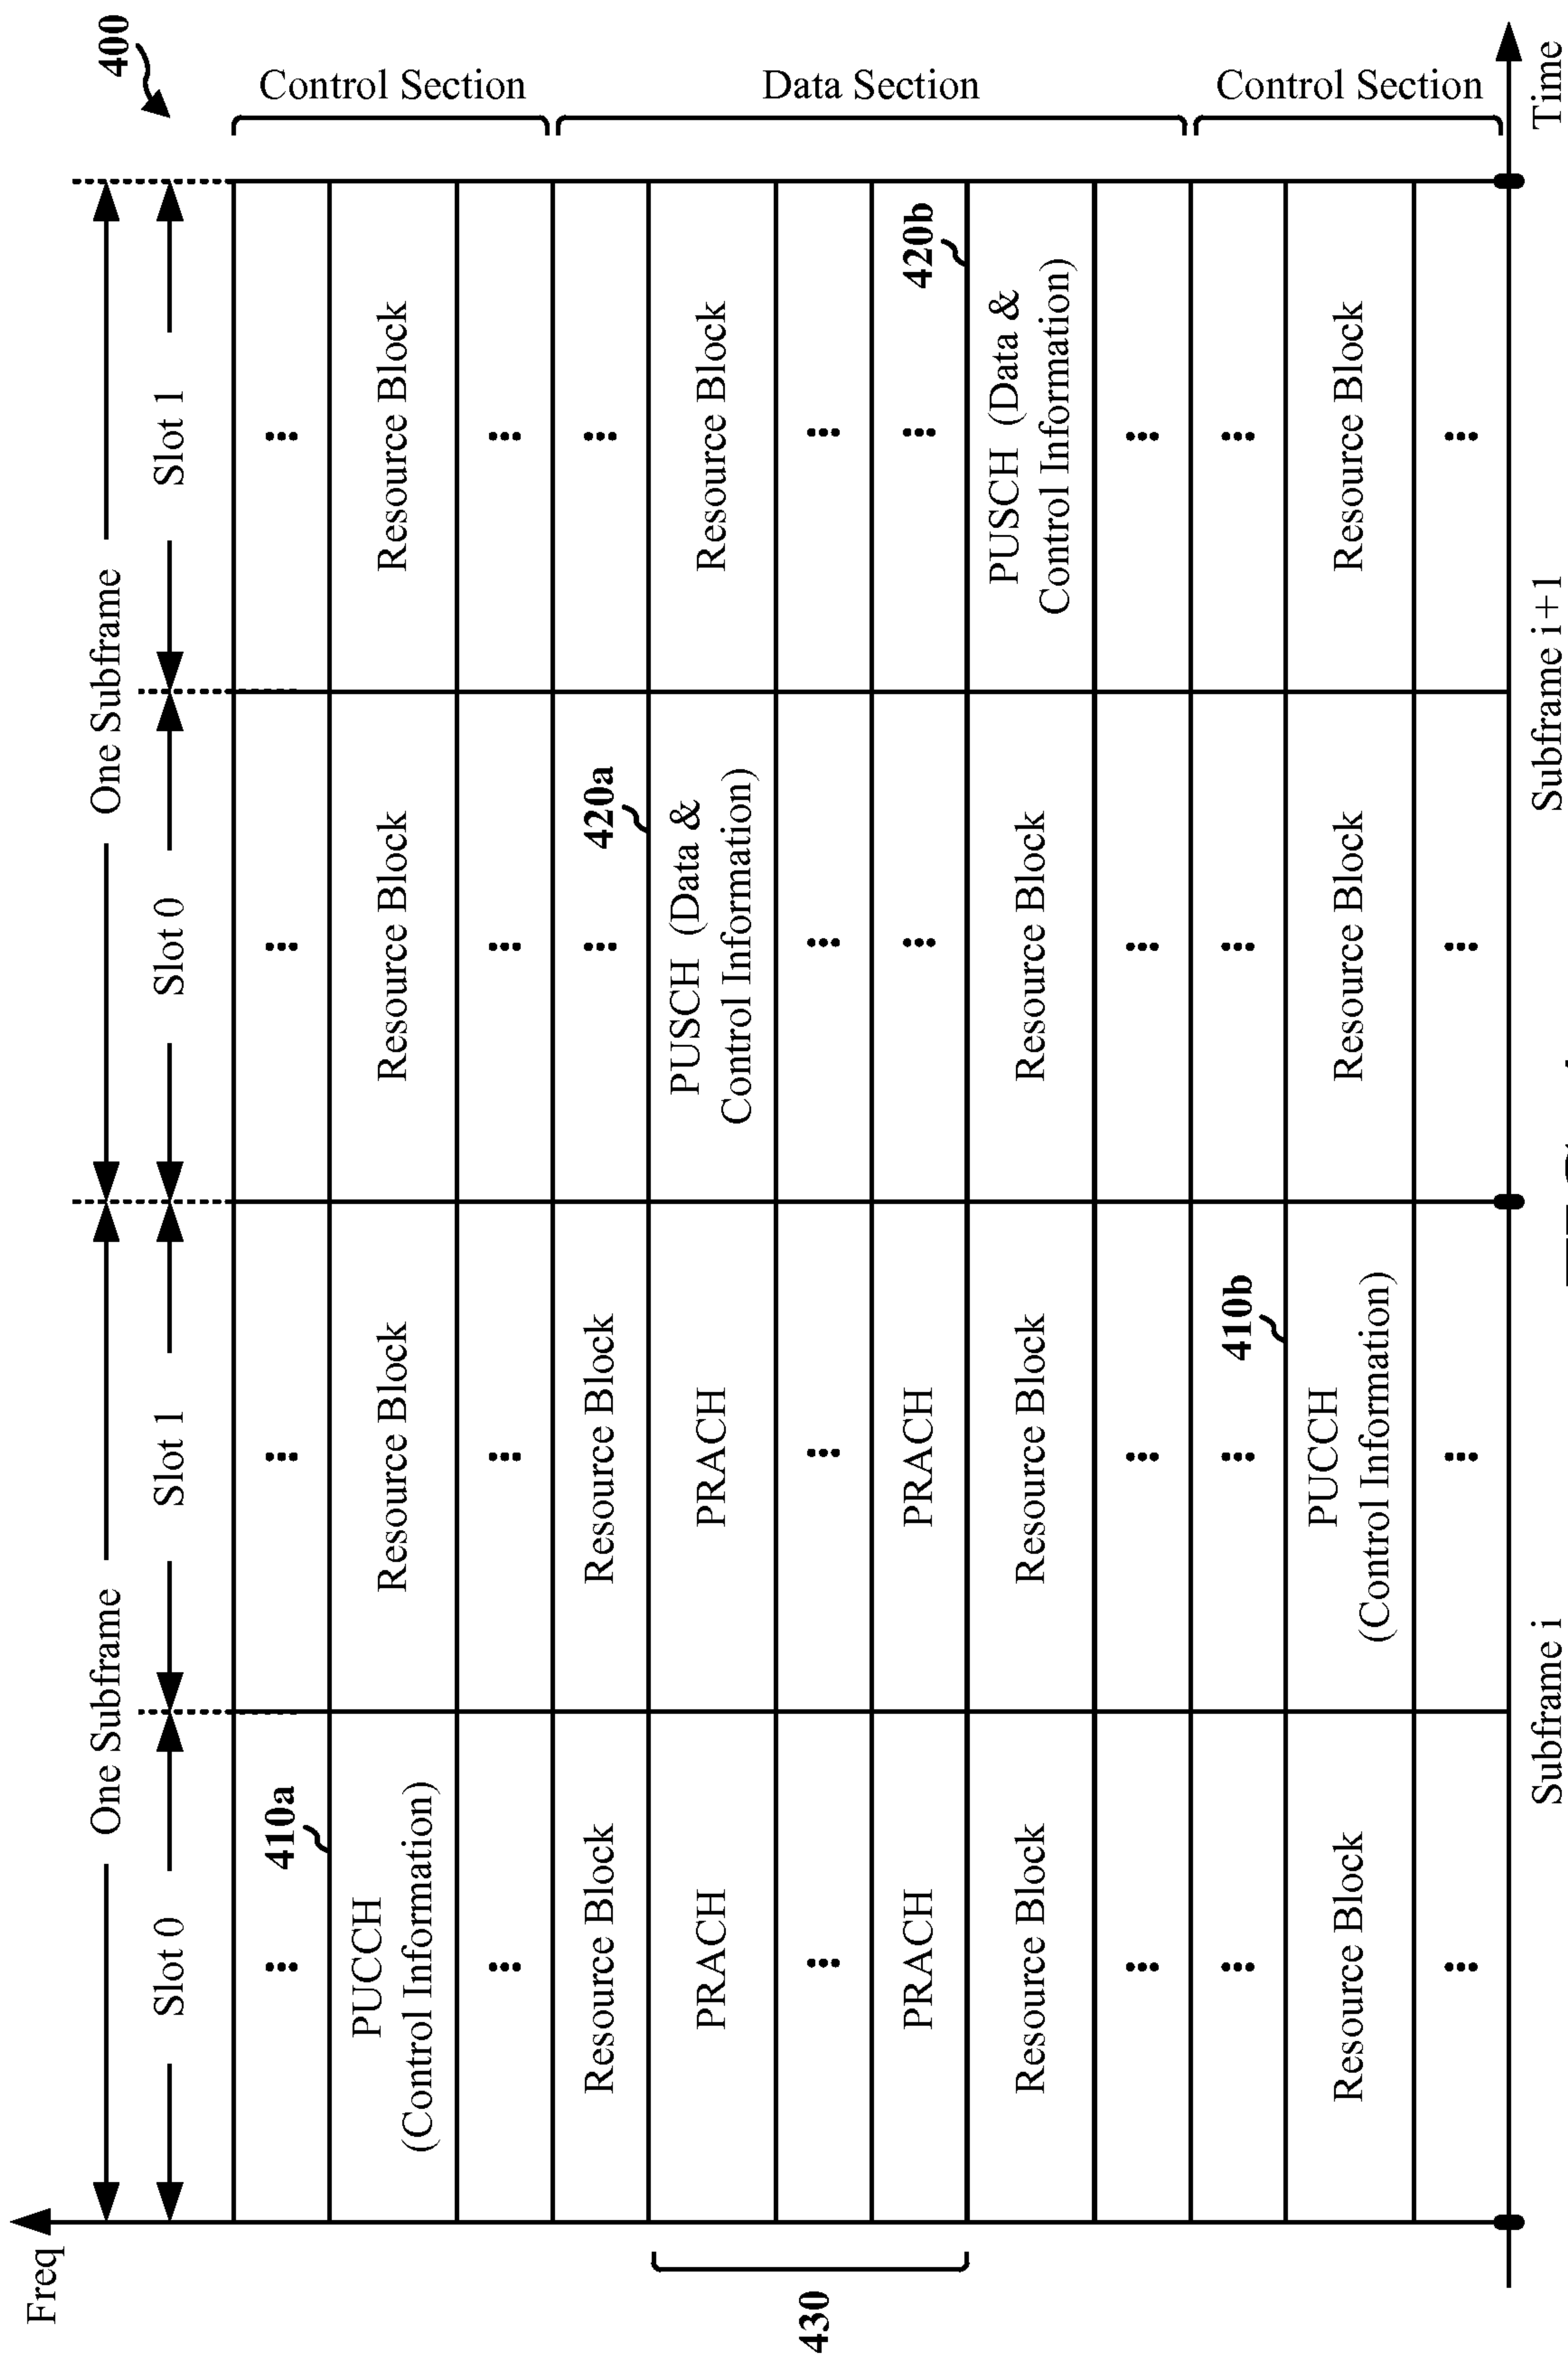 Freq
400
One Subframe
One Subframe
Slot 0
Slot 1
Slot 0
Slot 1
410a
PUCCH
(Control Information)
Resource Block
Resource Block
Resource Block
Control Section
Resource Block
Resource Block
420a
430
PRACH
PRACH
PUSCH (Data &
Control Information)
Resource Block
Data Section
PRACH
PRACH
420b
Resource Block
Resource Block
Resource Block
PUSCH (Data &
Control Information)
410b
Resource Block
PUCCH
(Control Information)
Resource Block
Resource Block
Control Section
Subframe i
Subframe i+1
Time